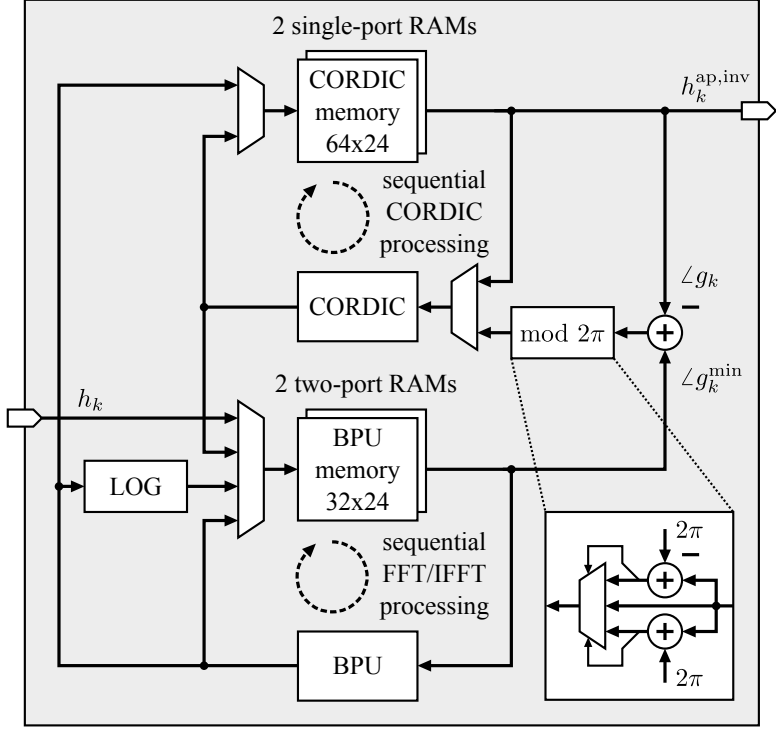 2 single-port RAMs
CORDIC
memory
64x24
h_k^{ap,inv}
sequential
CORDIC
processing
CORDIC
mod 2π
∠g_k
−
+
∠g_k^{min}
2 two-port RAMs
h_k
BPU
memory
32x24
LOG
sequential
FFT/IFFT
processing
BPU
2π
−
+
+
2π